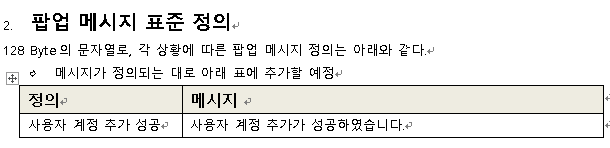 2. 팝업 메시지 표준 정의
128 Byte의 문자열로, 각 상황에 따른 팝업 메시지 정의는 아래와 같다.
메시지가 정의되는 대로 아래 표에 추가할 예정
정의 메시지
사용자 계정 추가 성공 사용자 계정 추가가 성공하였습니다.